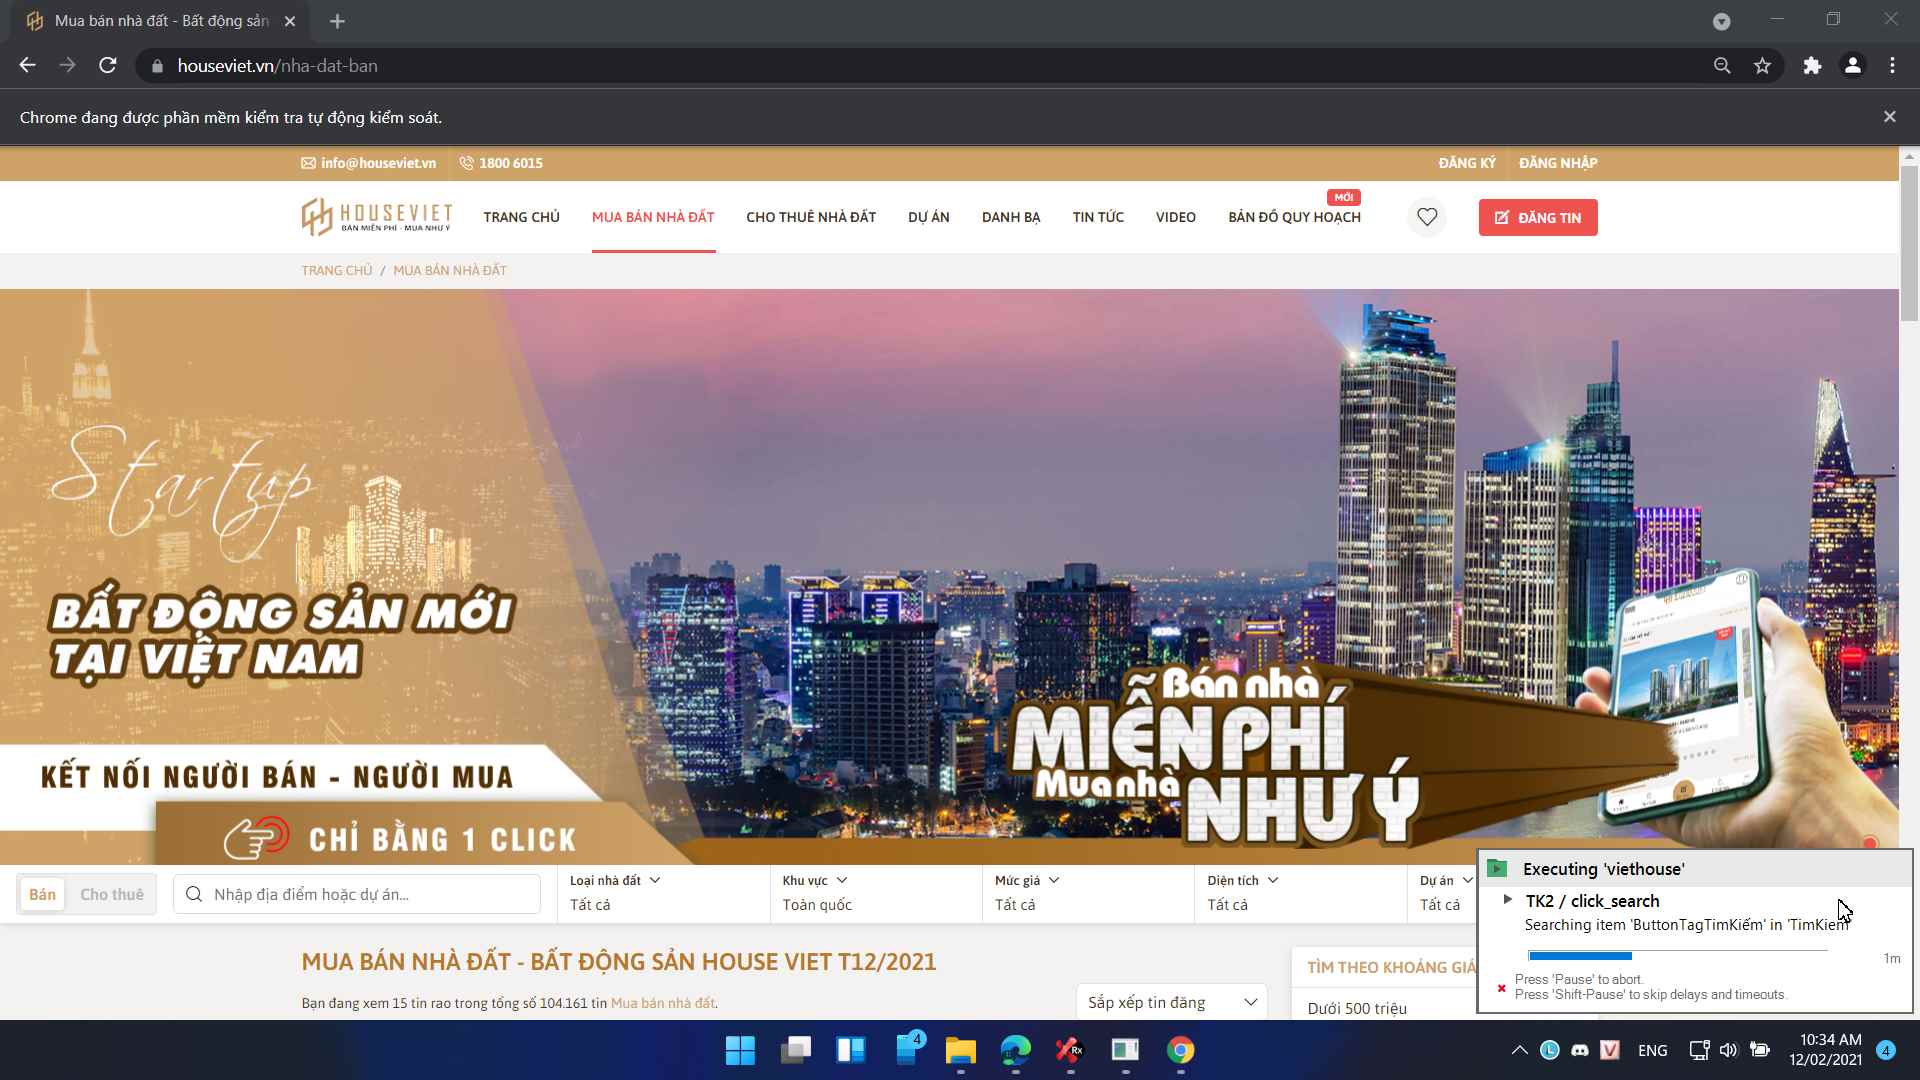 Mua bán nhà đất - Bất động sản
houseviet.vn/nha-dat-ban
Chrome đang được phần mềm kiểm tra tự động kiểm soát.
info@houseviet.vn 1800 6015 ĐĂNG KÝ ĐĂNG NHẬP
MỚI
HOUSEVIET
BÁN MIỄN PHÍ - MUA NHƯ Ý
TRANG CHỦ MUA BÁN NHÀ ĐẤT CHO THUÊ NHÀ ĐẤT DỰ ÁN DANH BẠ TIN TỨC VIDEO BẢN ĐỒ QUY HOẠCH ĐĂNG TIN
TRANG CHỦ / MUA BÁN NHÀ ĐẤT
Startup
BẤT ĐỘNG SẢN MỚI
TẠI VIỆT NAM
KẾT NỐI NGƯỜI BÁN - NGƯỜI MUA
CHỈ BẰNG 1 CLICK
Bán nhà
MIỄN PHÍ
Mua nhà
NHƯ Ý
Bán Cho thuê Nhập địa điểm hoặc dự án...
Loại nhà đất Khu vực Mức giá Diện tích Dự án
Tất cả Toàn quốc Tất cả Tất cả Tất cả
MUA BÁN NHÀ ĐẤT - BẤT ĐỘNG SẢN HOUSE VIET T12/2021
Bạn đang xem 15 tin rao trong tổng số 104.161 tin Mua bán nhà đất.
Sắp xếp tin đăng
TÌM THEO KHOẢNG GIÁ
Dưới 500 triệu
Executing 'viethouse'
TK2 / click_search
Searching item 'ButtonTagTimKiếm' in 'TimKiem'
1m
Press 'Pause' to abort.
Press 'Shift-Pause' to skip delays and timeouts.
4
Rx
ENG
10:34 AM
12/02/2021
4